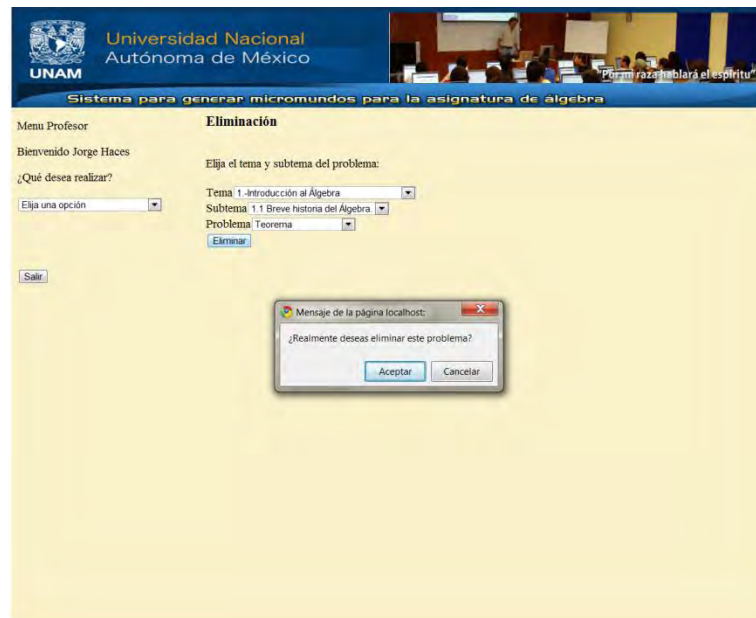 Universidad Nacional
Autónoma de México
UNAM
"Por mi raza hablará el espíritu"
Sistema para generar micromundos para la asignatura de álgebra
Menu Profesor
Bienvenido Jorge Haces
¿Qué desea realizar?
Elija una opción
Salir
Eliminación
Elija el tema y subtema del problema:
Tema 1.-Introducción al Álgebra
Subtema 1.1 Breve historia del Álgebra.
Problema Teorema
Eliminar
Mensaje de la página localhost:
¿Realmente deseas eliminar este problema?
Aceptar Cancelar